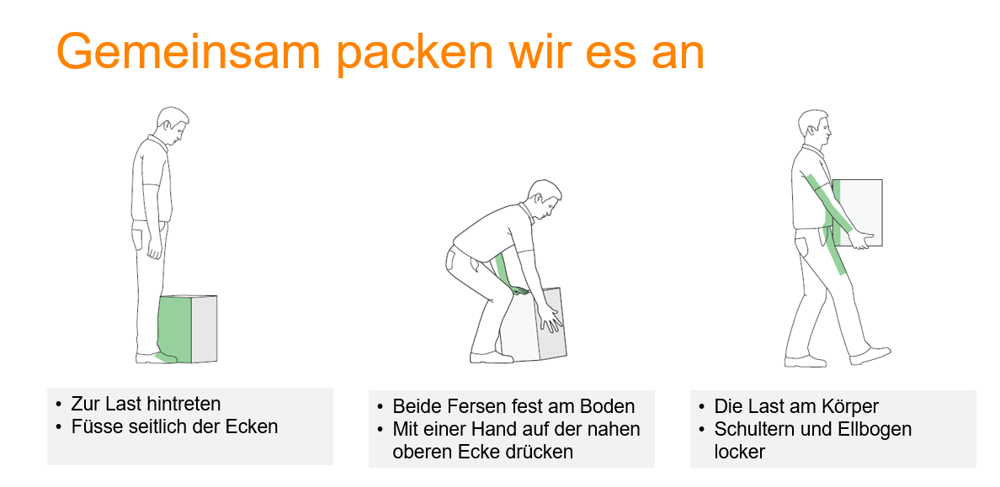 Gemeinsam packen wir es an
• Zur Last hintreten
• Füsse seitlich der Ecken
• Beide Fersen fest am Boden
• Mit einer Hand auf der nahen
oberen Ecke drücken
• Die Last am Körper
• Schultern und Ellbogen
locker